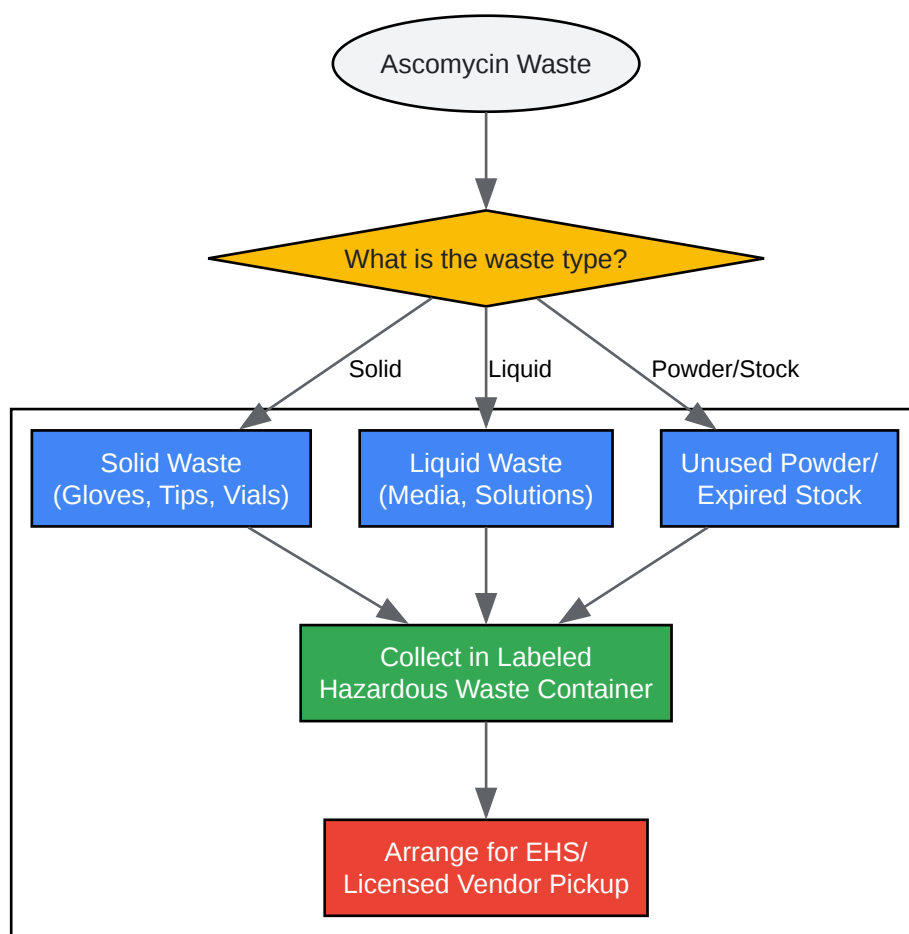 Ascomycin Waste
What is the waste type?
Solid
Liquid
Powder/Stock
Solid Waste
(Gloves, Tips, Vials)
Liquid Waste
(Media, Solutions)
Unused Powder/
Expired Stock
Collect in Labeled
Hazardous Waste Container
Arrange for EHS/
Licensed Vendor Pickup